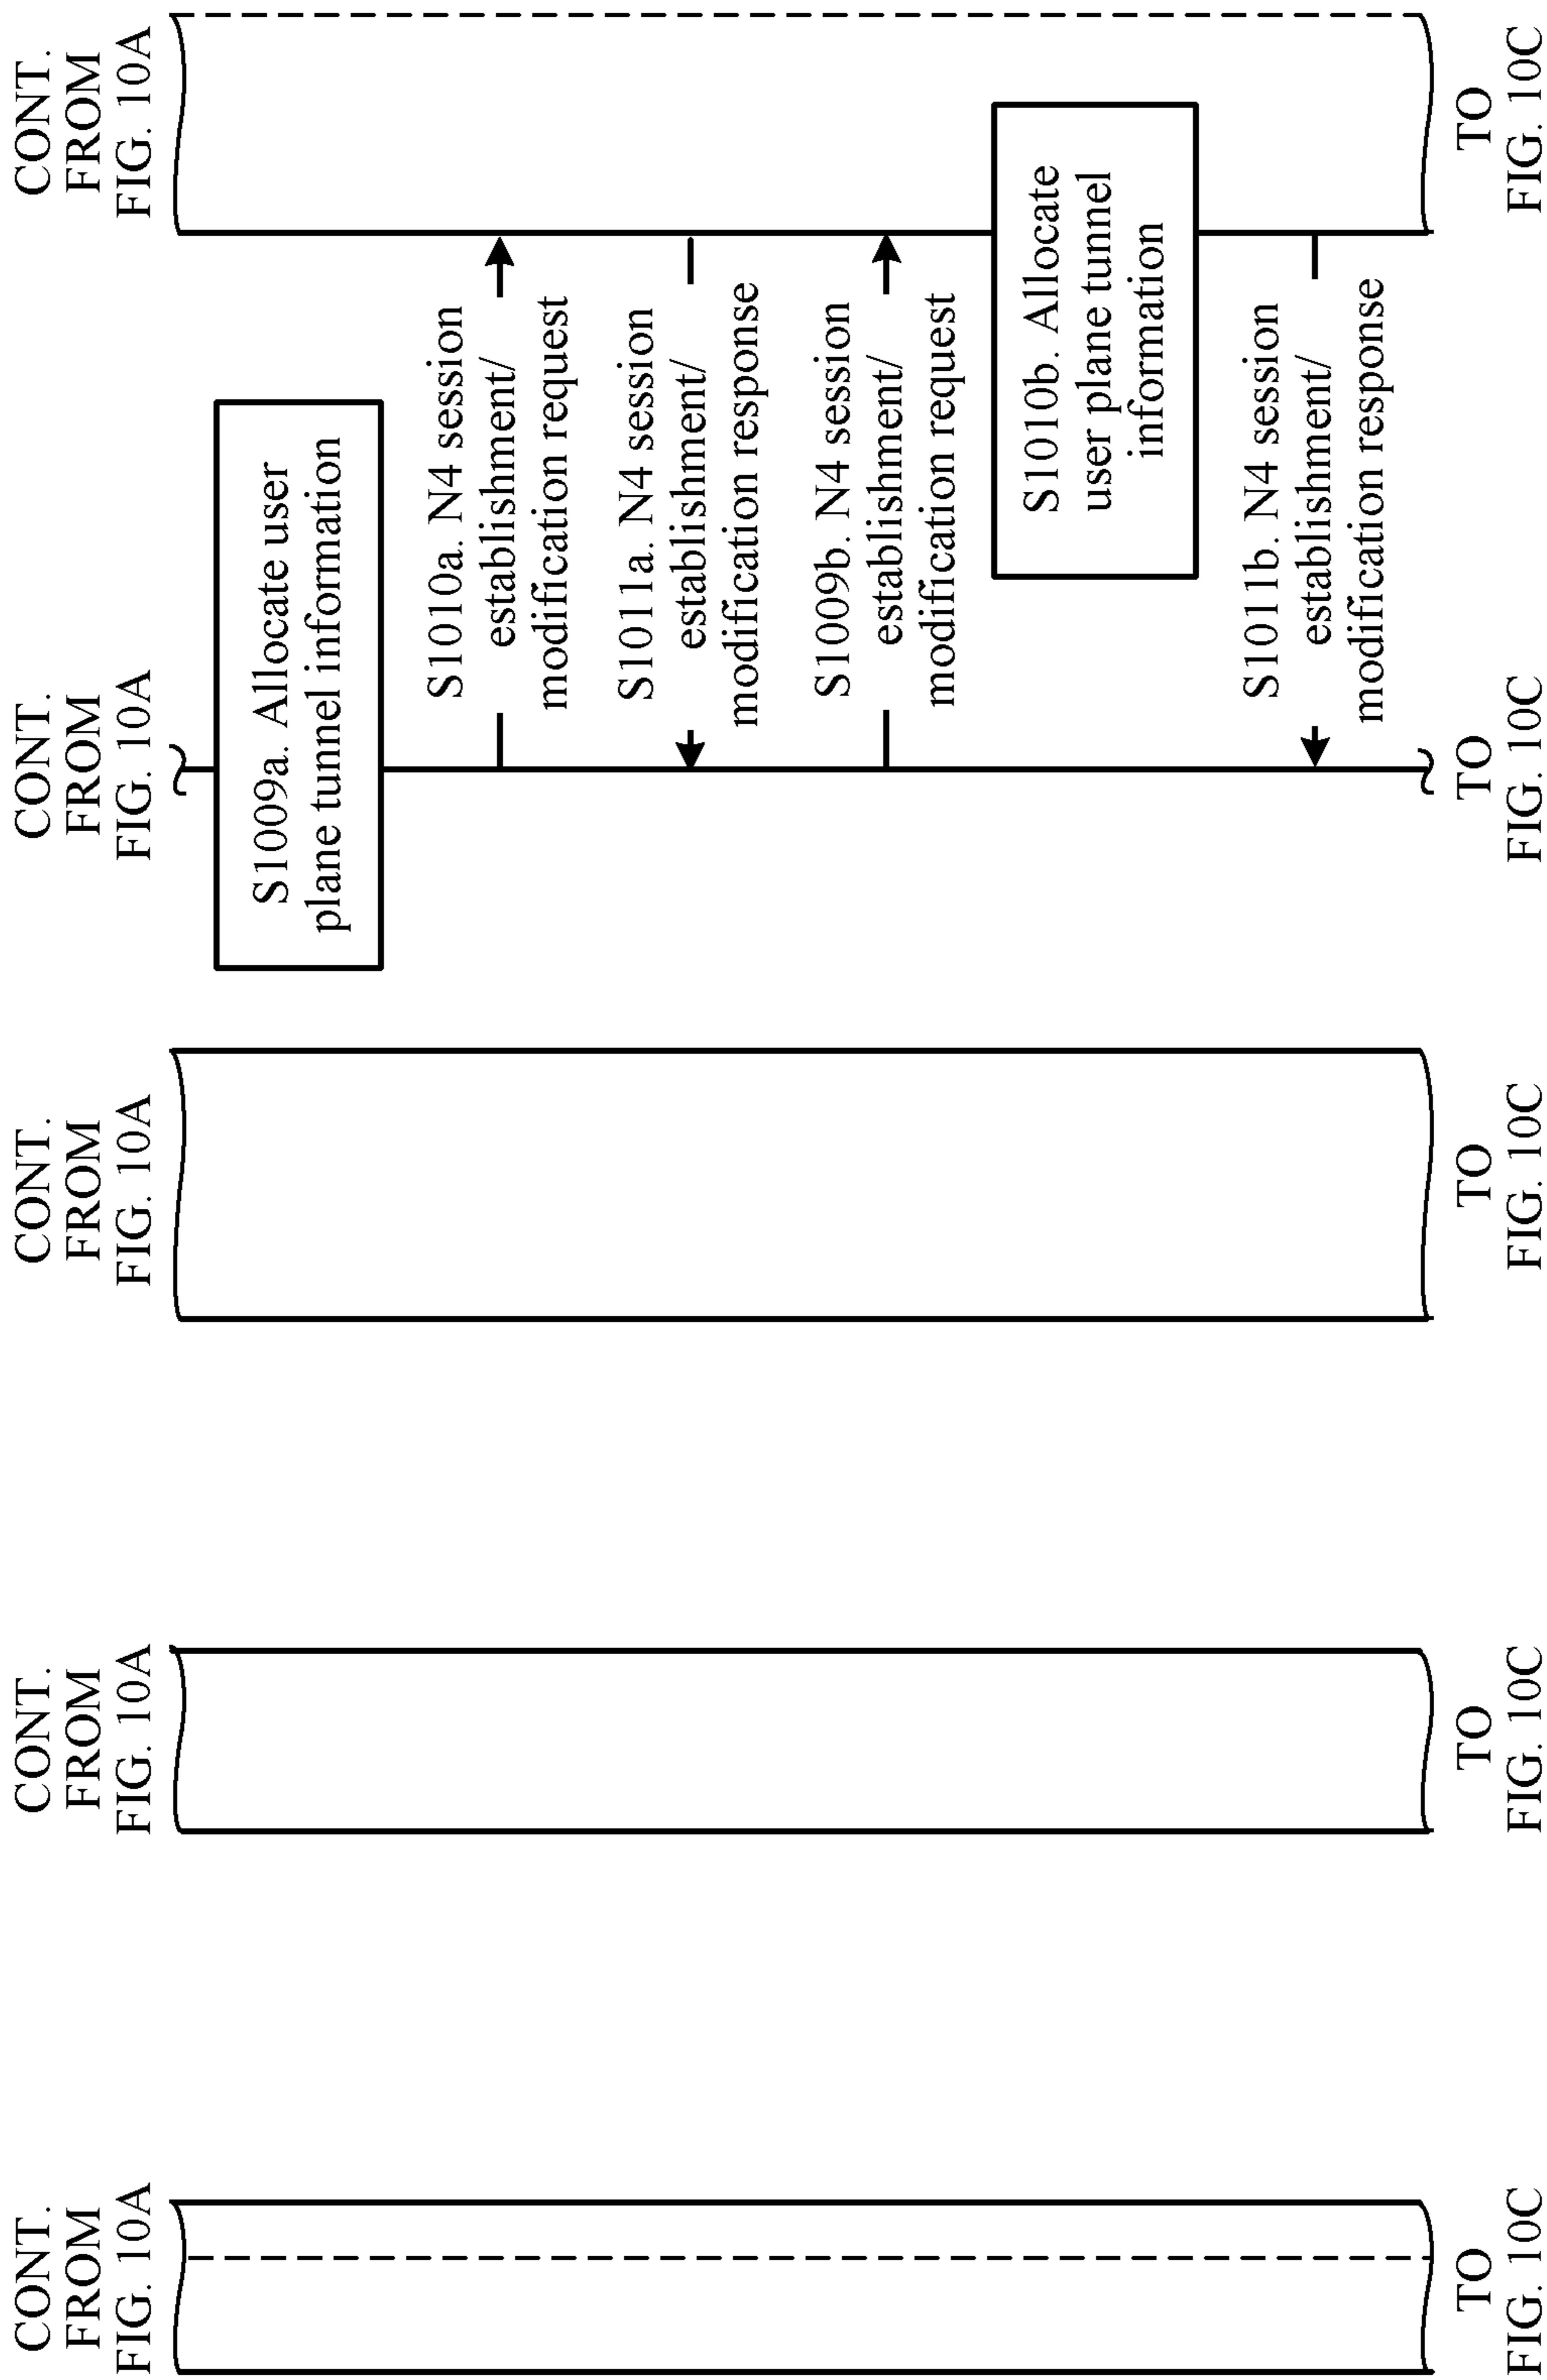 CONT.
FROM
FIG. 10A
CONT.
FROM
FIG. 10A
CONT.
FROM
FIG. 10A
CONT.
FROM
FIG. 10A
CONT.
FROM
FIG. 10A
S1009a. Allocate user
plane tunnel information
S1010a. N4 session
establishment/
modification request
S1011a. N4 session
establishment/
modification response
S1009b. N4 session
establishment/
modification request
S1010b. Allocate
user plane tunnel
information
S1011b. N4 session
establishment/
modification response
TO
FIG. 10C
TO
FIG. 10C
TO
FIG. 10C
TO
FIG. 10C
TO
FIG. 10C